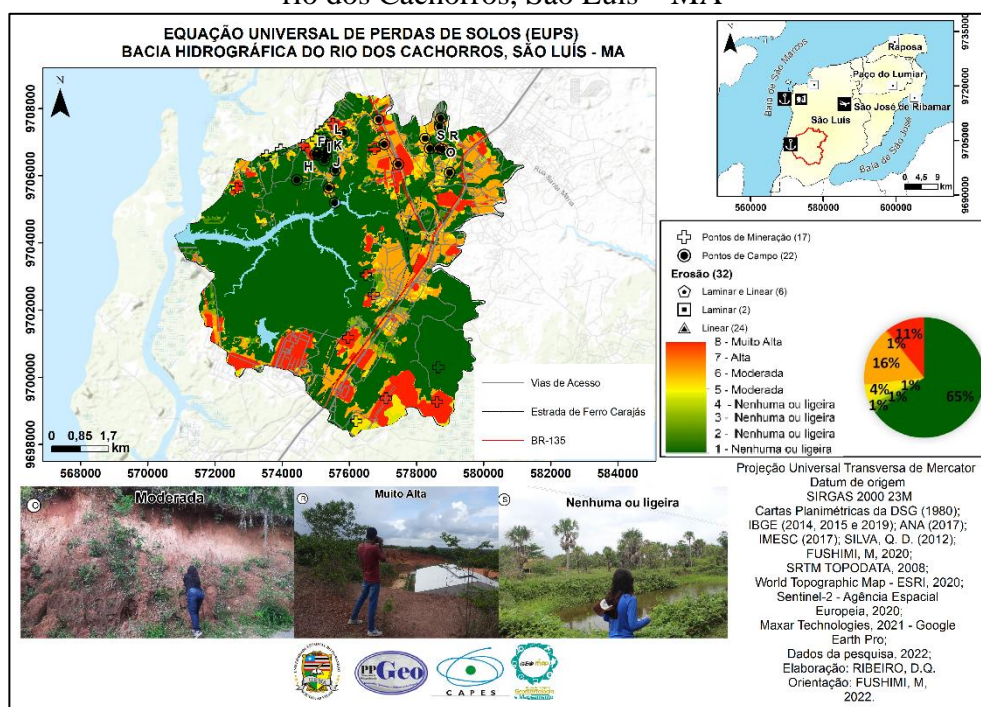 rio dos Cachorros, São Luís – MA
EQUAÇÃO UNIVERSAL DE PERDAS DE SOLOS (EUPS)
BACIA HIDROGRÁFICA DO RIO DOS CACHORROS, SÃO LUÍS - MA
N
9708000
9706000
9704000
9702000
9700000
9698000
568000
570000
572000
574000
576000
578000
580000
582000
584000
H
F
I
L
K
J
S
R
O
Rua Santa Maria
0 0,85 1,7
km
Vias de Acesso
Estrada de Ferro Carajás
BR-135
N
Baía de São Marcos
Raposa
Paço do Lumiar
São José de Ribamar
São Luís
Baía de São José
0 4,5 9
km
560000
580000
600000
9735000
9720000
9705000
9690000
Pontos de Mineração (17)
Pontos de Campo (22)
Erosão (32)
Laminar e Linear (6)
Laminar (2)
Linear (24)
8 - Muito Alta
7 - Alta
6 - Moderada
5 - Moderada
4 - Nenhuma ou ligeira
3 - Nenhuma ou ligeira
2 - Nenhuma ou ligeira
1 - Nenhuma ou ligeira
11%
1%
16%
4%
1%
1%
1%
65%
Projeção Universal Transversa de Mercator
Datum de origem
SIRGAS 2000 23M
Cartas Planimétricas da DSG (1980);
IBGE (2014, 2015 e 2019); ANA (2017);
IMESC (2017); SILVA, Q. D. (2012);
FUSHIMI, M, 2020;
SRTM TOPODATA, 2008;
World Topographic Map - ESRI, 2020;
Sentinel-2 - Agência Espacial
Europeia, 2020;
Maxar Technologies, 2021 - Google
Earth Pro;
Dados da pesquisa, 2022;
Elaboração: RIBEIRO, D.Q.
Orientação: FUSHIMI, M,
2022.
O
Moderada
R
Muito Alta
S
Nenhuma ou ligeira
PP
Geo
CAPES